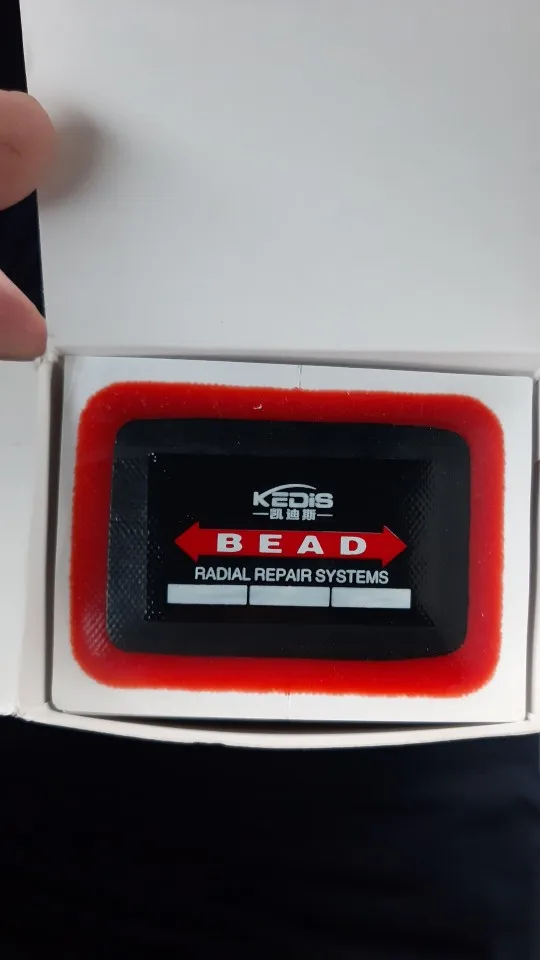 KEDiS
凯迪斯
BEAD
RADIAL REPAIR SYSTEMS